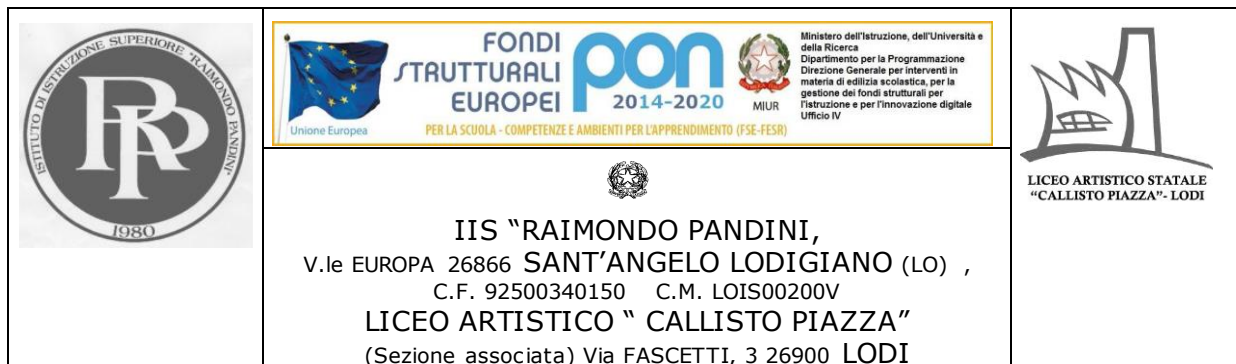 ISTITUTO DI ISTRUZIONE SUPERIORE "RAIMONDO PANDINI"
1980
FONDI
STRUTTURALI
EUROPEI
pon
2014-2020
Unione Europea
PER LA SCUOLA - COMPETENZE E AMBIENTI PER L'APPRENDIMENTO (FSE-FESR)
MIUR
Ministero dell'Istruzione, dell'Università e
della Ricerca
Dipartimento per la Programmazione
Direzione Generale per interventi in
materia di edilizia scolastica, per la
gestione dei fondi strutturali per
l'istruzione e per l'innovazione digitale
Ufficio IV
LICEO ARTISTICO STATALE
"CALLISTO PIAZZA"- LODI
IIS "RAIMONDO PANDINI,
V.le EUROPA 26866 SANT'ANGELO LODIGIANO (LO) ,
C.F. 92500340150 C.M. LOIS00200V
LICEO ARTISTICO " CALLISTO PIAZZA"
(Sezione associata) Via FASCETTI, 3 26900 LODI